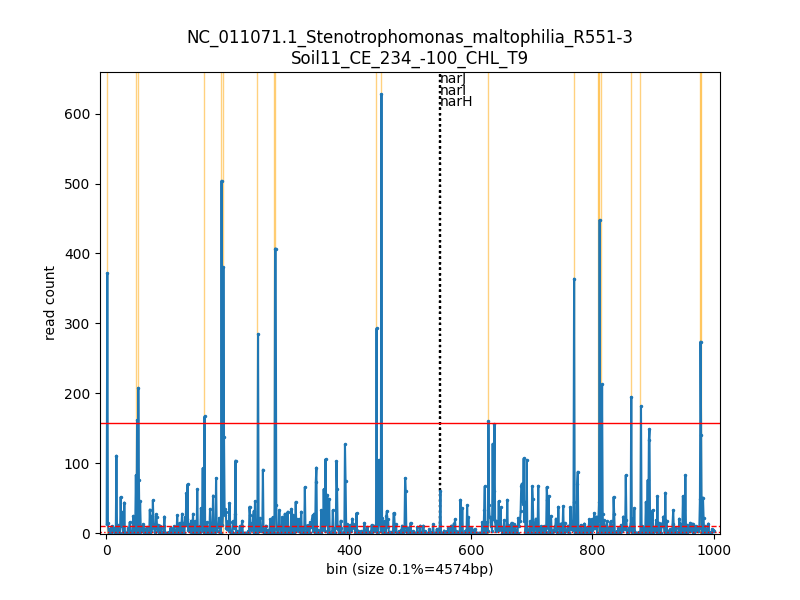 NC_011071.1_Stenotrophomonas_maltophilia_R551-3
Soil11_CE_234_-100_CHL_T9
narJ
narI
narH
read count
600
500
400
300
200
100
0
0 200 400 600 800 1000
bin (size 0.1%=4574bp)